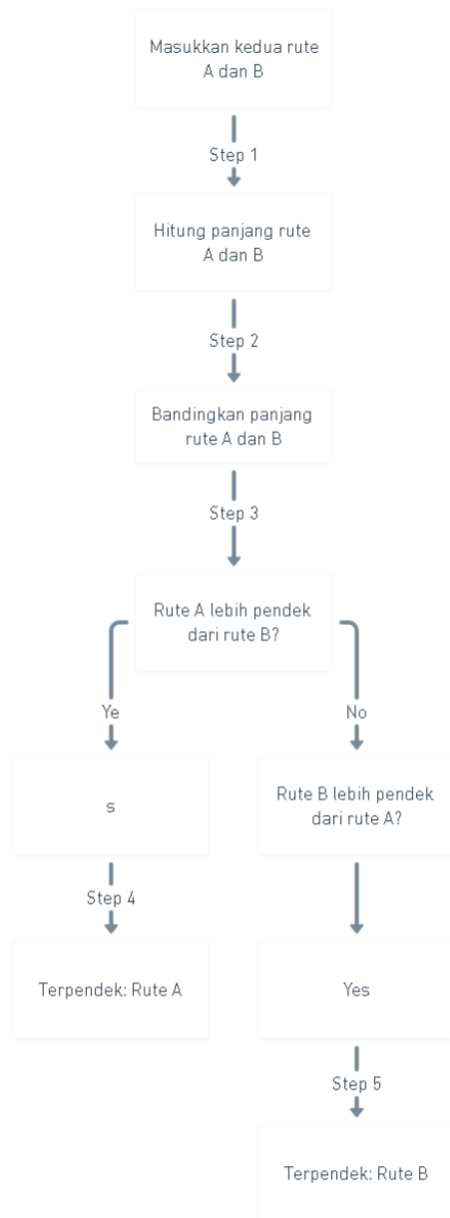 Masukkan kedua rute
A dan B
Step 1
Hitung panjang rute
A dan B
Step 2
Bandingkan panjang
rute A dan B
Step 3
Rute A lebih pendek
dari rute B?
Ye
No
s
Rute B lebih pendek
dari rute A?
Step 4
Terpendek: Rute A
Yes
Step 5
Terpendek: Rute B